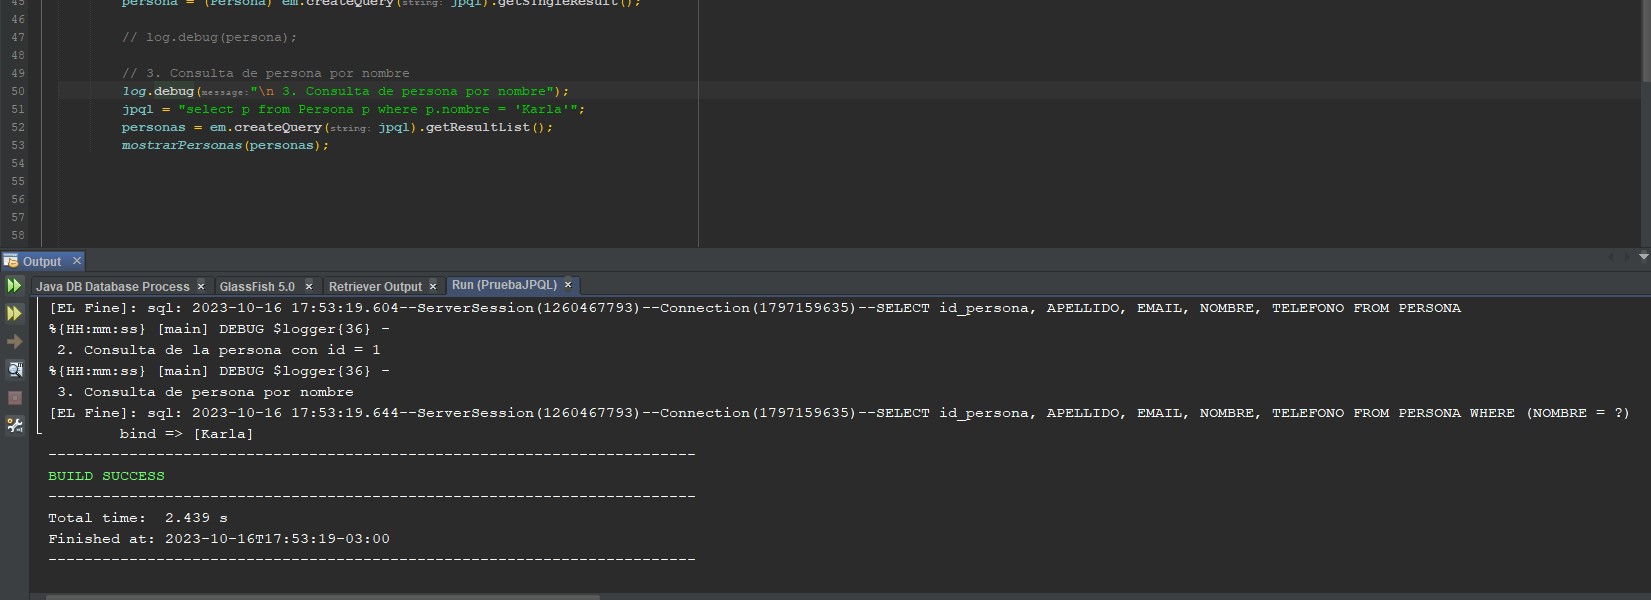 45 persona = (Persona) em.createQuery(string: jpql).getSingleResult();
46
47 // log.debug(persona);
48
49 // 3. Consulta de persona por nombre
50 log.debug(message:"\n 3. Consulta de persona por nombre");
51 jpql = "select p from Persona p where p.nombre = 'Karla'";
52 personas = em.createQuery(string: jpql).getResultList();
53 mostrarPersonas(personas);
54
55
56
57
58
Output ×
Java DB Database Process × GlassFish 5.0 × Retriever Output × Run (PruebaJPQL) ×
[EL Fine]: sql: 2023-10-16 17:53:19.604--ServerSession(1260467793)--Connection(1797159635)--SELECT id_persona, APELLIDO, EMAIL, NOMBRE, TELEFONO FROM PERSONA
%{HH:mm:ss} [main] DEBUG $logger{36} -
2. Consulta de la persona con id = 1
%{HH:mm:ss} [main] DEBUG $logger{36} -
3. Consulta de persona por nombre
[EL Fine]: sql: 2023-10-16 17:53:19.644--ServerSession(1260467793)--Connection(1797159635)--SELECT id_persona, APELLIDO, EMAIL, NOMBRE, TELEFONO FROM PERSONA WHERE (NOMBRE = ?)
bind => [Karla]
------------------------------------------------------------------------
BUILD SUCCESS
------------------------------------------------------------------------
Total time:  2.439 s
Finished at: 2023-10-16T17:53:19-03:00
------------------------------------------------------------------------